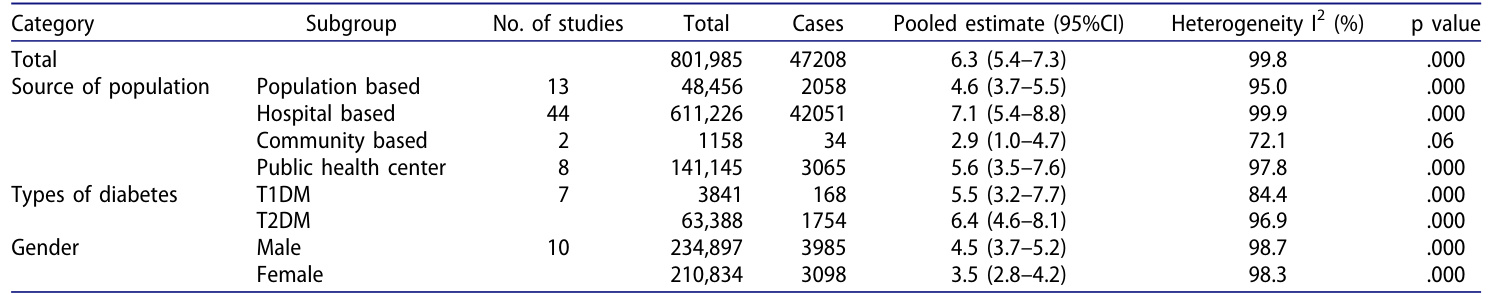 Category Subgroup No. of studies Total Cases Pooled estimate (95%CI) Heterogeneity I² (%) p value
Total 801,985 47208 6.3 (5.4–7.3) 99.8 .000
Source of population Population based 13 48,456 2058 4.6 (3.7–5.5) 95.0 .000
Hospital based 44 611,226 42051 7.1 (5.4–8.8) 99.9 .000
Community based 2 1158 34 2.9 (1.0–4.7) 72.1 .06
Public health center 8 141,145 3065 5.6 (3.5–7.6) 97.8 .000
Types of diabetes T1DM 7 3841 168 5.5 (3.2–7.7) 84.4 .000
T2DM 63,388 1754 6.4 (4.6–8.1) 96.9 .000
Gender Male 10 234,897 3985 4.5 (3.7–5.2) 98.7 .000
Female 210,834 3098 3.5 (2.8–4.2) 98.3 .000